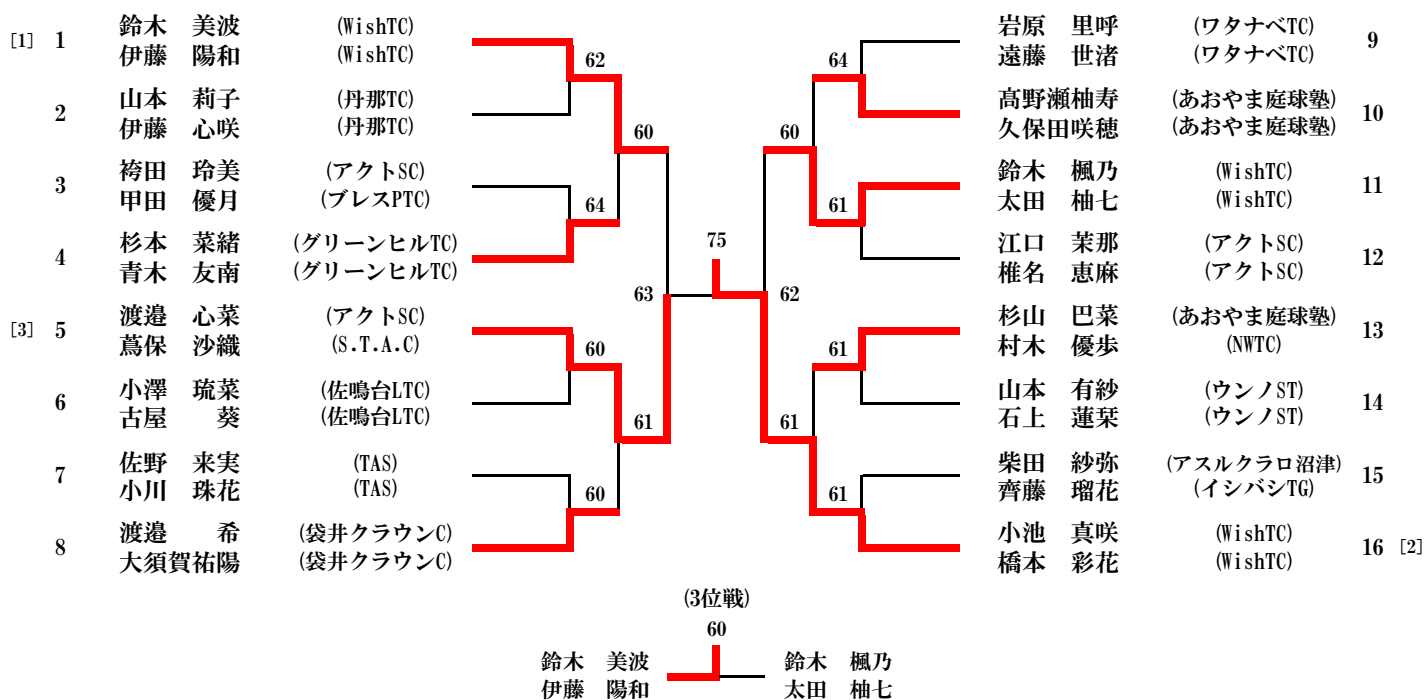 鈴木　美波 (WishTC)
[1] 1
伊藤　陽和 (WishTC)
62
山本　莉子 (丹那TC)
2
伊藤　心咲 (丹那TC)
60
袴田　玲美 (アクトSC)
3
甲田　優月 (ブレスPTC)
64
杉本　菜緒 (グリーンヒルTC)
4
青木　友南 (グリーンヒルTC)
63
渡邉　心菜 (アクトSC)
[3] 5
蔦保　沙織 (S.T.A.C)
60
小澤　琉菜 (佐鳴台LTC)
6
古屋　　葵 (佐鳴台LTC)
61
佐野　来実 (TAS)
7
小川　珠花 (TAS)
60
渡邉　　希 (袋井クラウンC)
8
大須賀祐陽 (袋井クラウンC)
75
岩原　里呼 (ワタナベTC)
9
遠藤　世渚 (ワタナベTC)
64
髙野瀬柚寿 (あおやま庭球塾)
10
久保田咲穂 (あおやま庭球塾)
60
鈴木　楓乃 (WishTC)
11
太田　柚七 (WishTC)
61
江口　茉那 (アクトSC)
12
椎名　恵麻 (アクトSC)
62
杉山　巴菜 (あおやま庭球塾)
13
村木　優歩 (NWTC)
61
山本　有紗 (ウンノST)
14
石上　蓮栞 (ウンノST)
61
柴田　紗弥 (アスルクラロ沼津)
15
齊藤　瑠花 (イシバシTG)
61
小池　真咲 (WishTC)
16 [2]
橋本　彩花 (WishTC)
(3位戦)
60
鈴木　美波
伊藤　陽和
鈴木　楓乃
太田　柚七